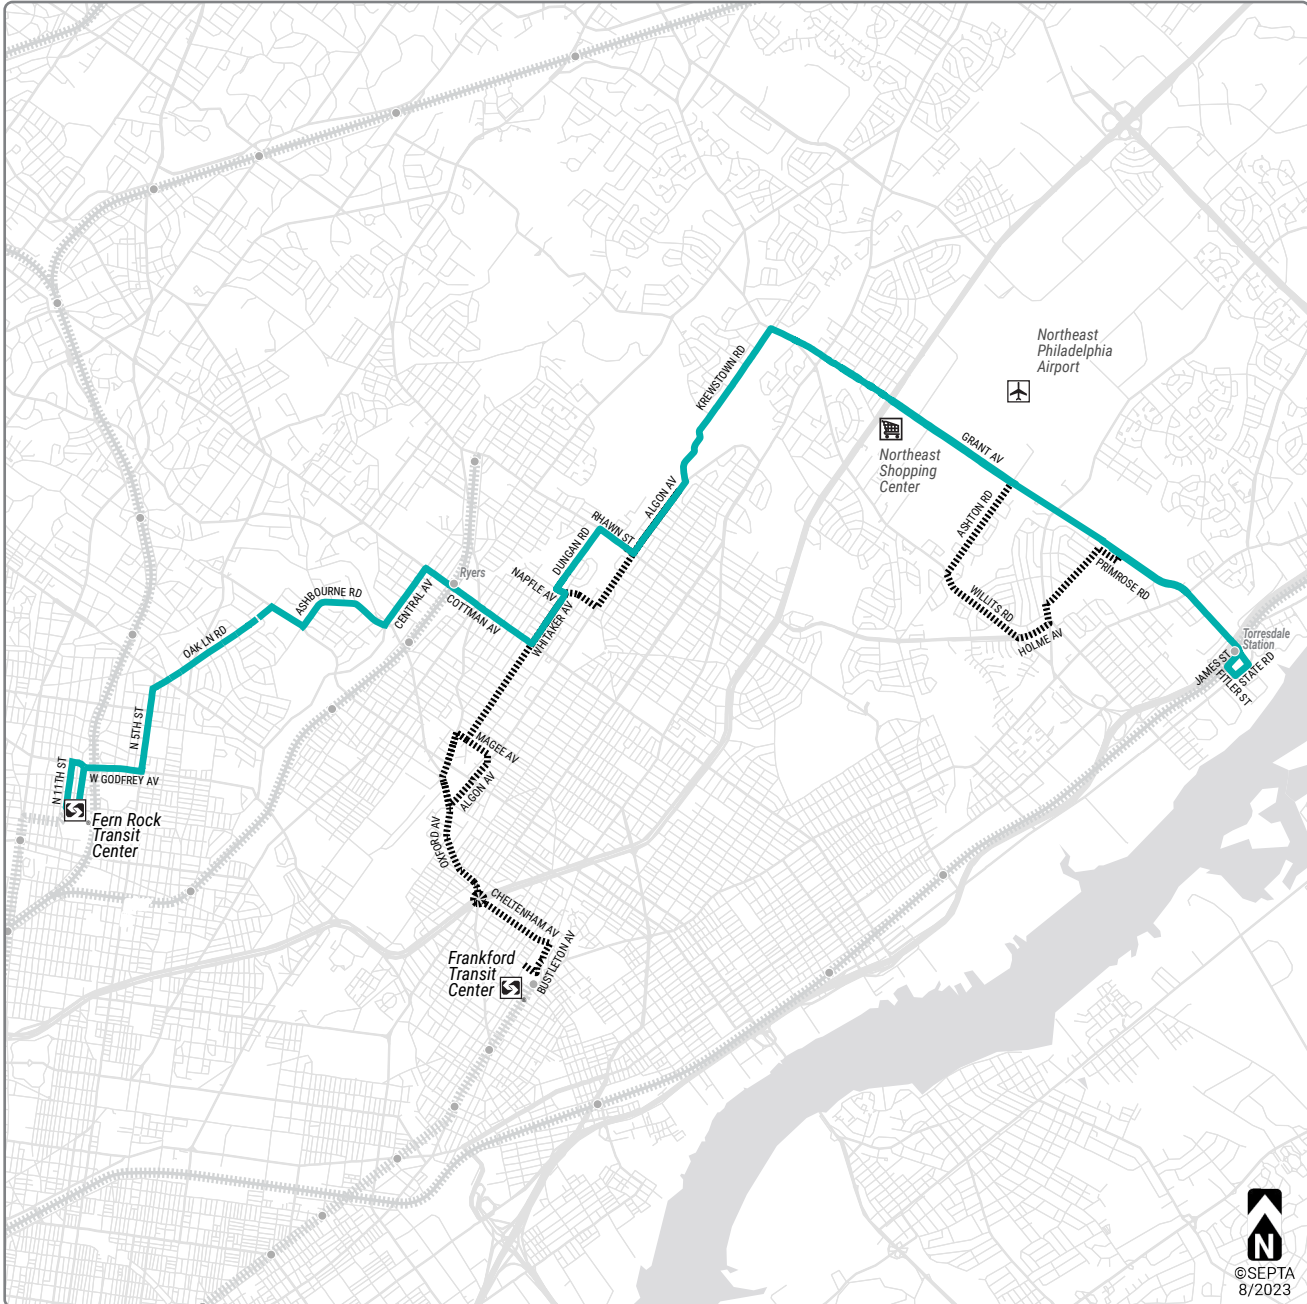 Northeast
Philadelphia
Airport
KREWSTOWN RD
GRANT AV
Northeast
Shopping
Center
ALGON AV
ASHTON RD
RHAWN ST
DUNGAN RD
NAPFLE AV
Ryers
PRIMROSE RD
WILLITS RD
HOLME AV
ASHBOURNE RD
CENTRAL AV
COTTMAN AV
WHITAKER AV
OAK LN RD
Torresdale
Station
JAMES ST
STATE RD
FITLER ST
N 5TH ST
MAGEE AV
N 11TH ST
W GODFREY AV
ALGON AV
Fern Rock
Transit
Center
OXFORD AV
CHELTENHAM AV
BUSTLETON AV
Frankford
Transit
Center
N
©SEPTA
8/2023